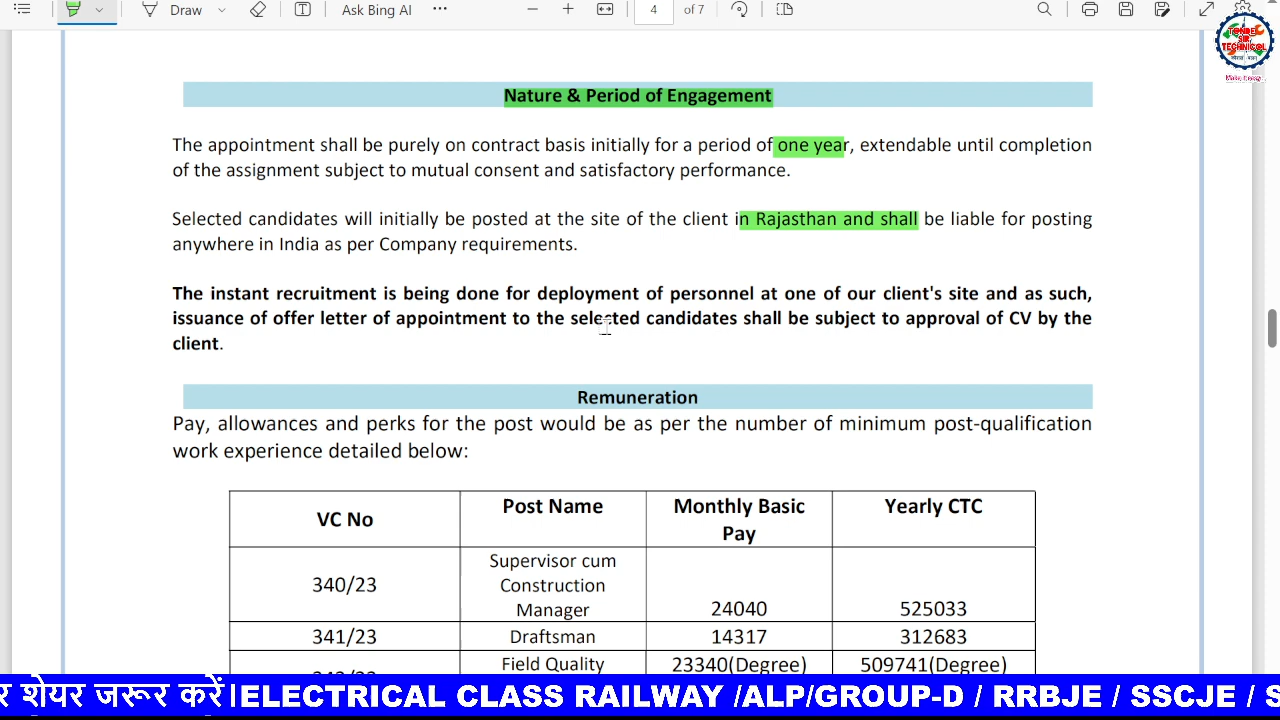 Draw
Ask Bing AI
4 of 7
TONDE SIR TECHNICOL
Nature & Period of Engagement
The appointment shall be purely on contract basis initially for a period of one year, extendable until completion
of the assignment subject to mutual consent and satisfactory performance.
Selected candidates will initially be posted at the site of the client in Rajasthan and shall be liable for posting
anywhere in India as per Company requirements.
The instant recruitment is being done for deployment of personnel at one of our client's site and as such,
issuance of offer letter of appointment to the selected candidates shall be subject to approval of CV by the
client.
Remuneration
Pay, allowances and perks for the post would be as per the number of minimum post-qualification
work experience detailed below:
VC No Post Name Monthly Basic Pay Yearly CTC
340/23 Supervisor cum Construction Manager 24040 525033
341/23 Draftsman 14317 312683
Field Quality 23340(Degree) 509741(Degree)
र शेयर जरूर करें।ELECTRICAL CLASS RAILWAY /ALP/GROUP-D / RRBJE / SSCJE / S